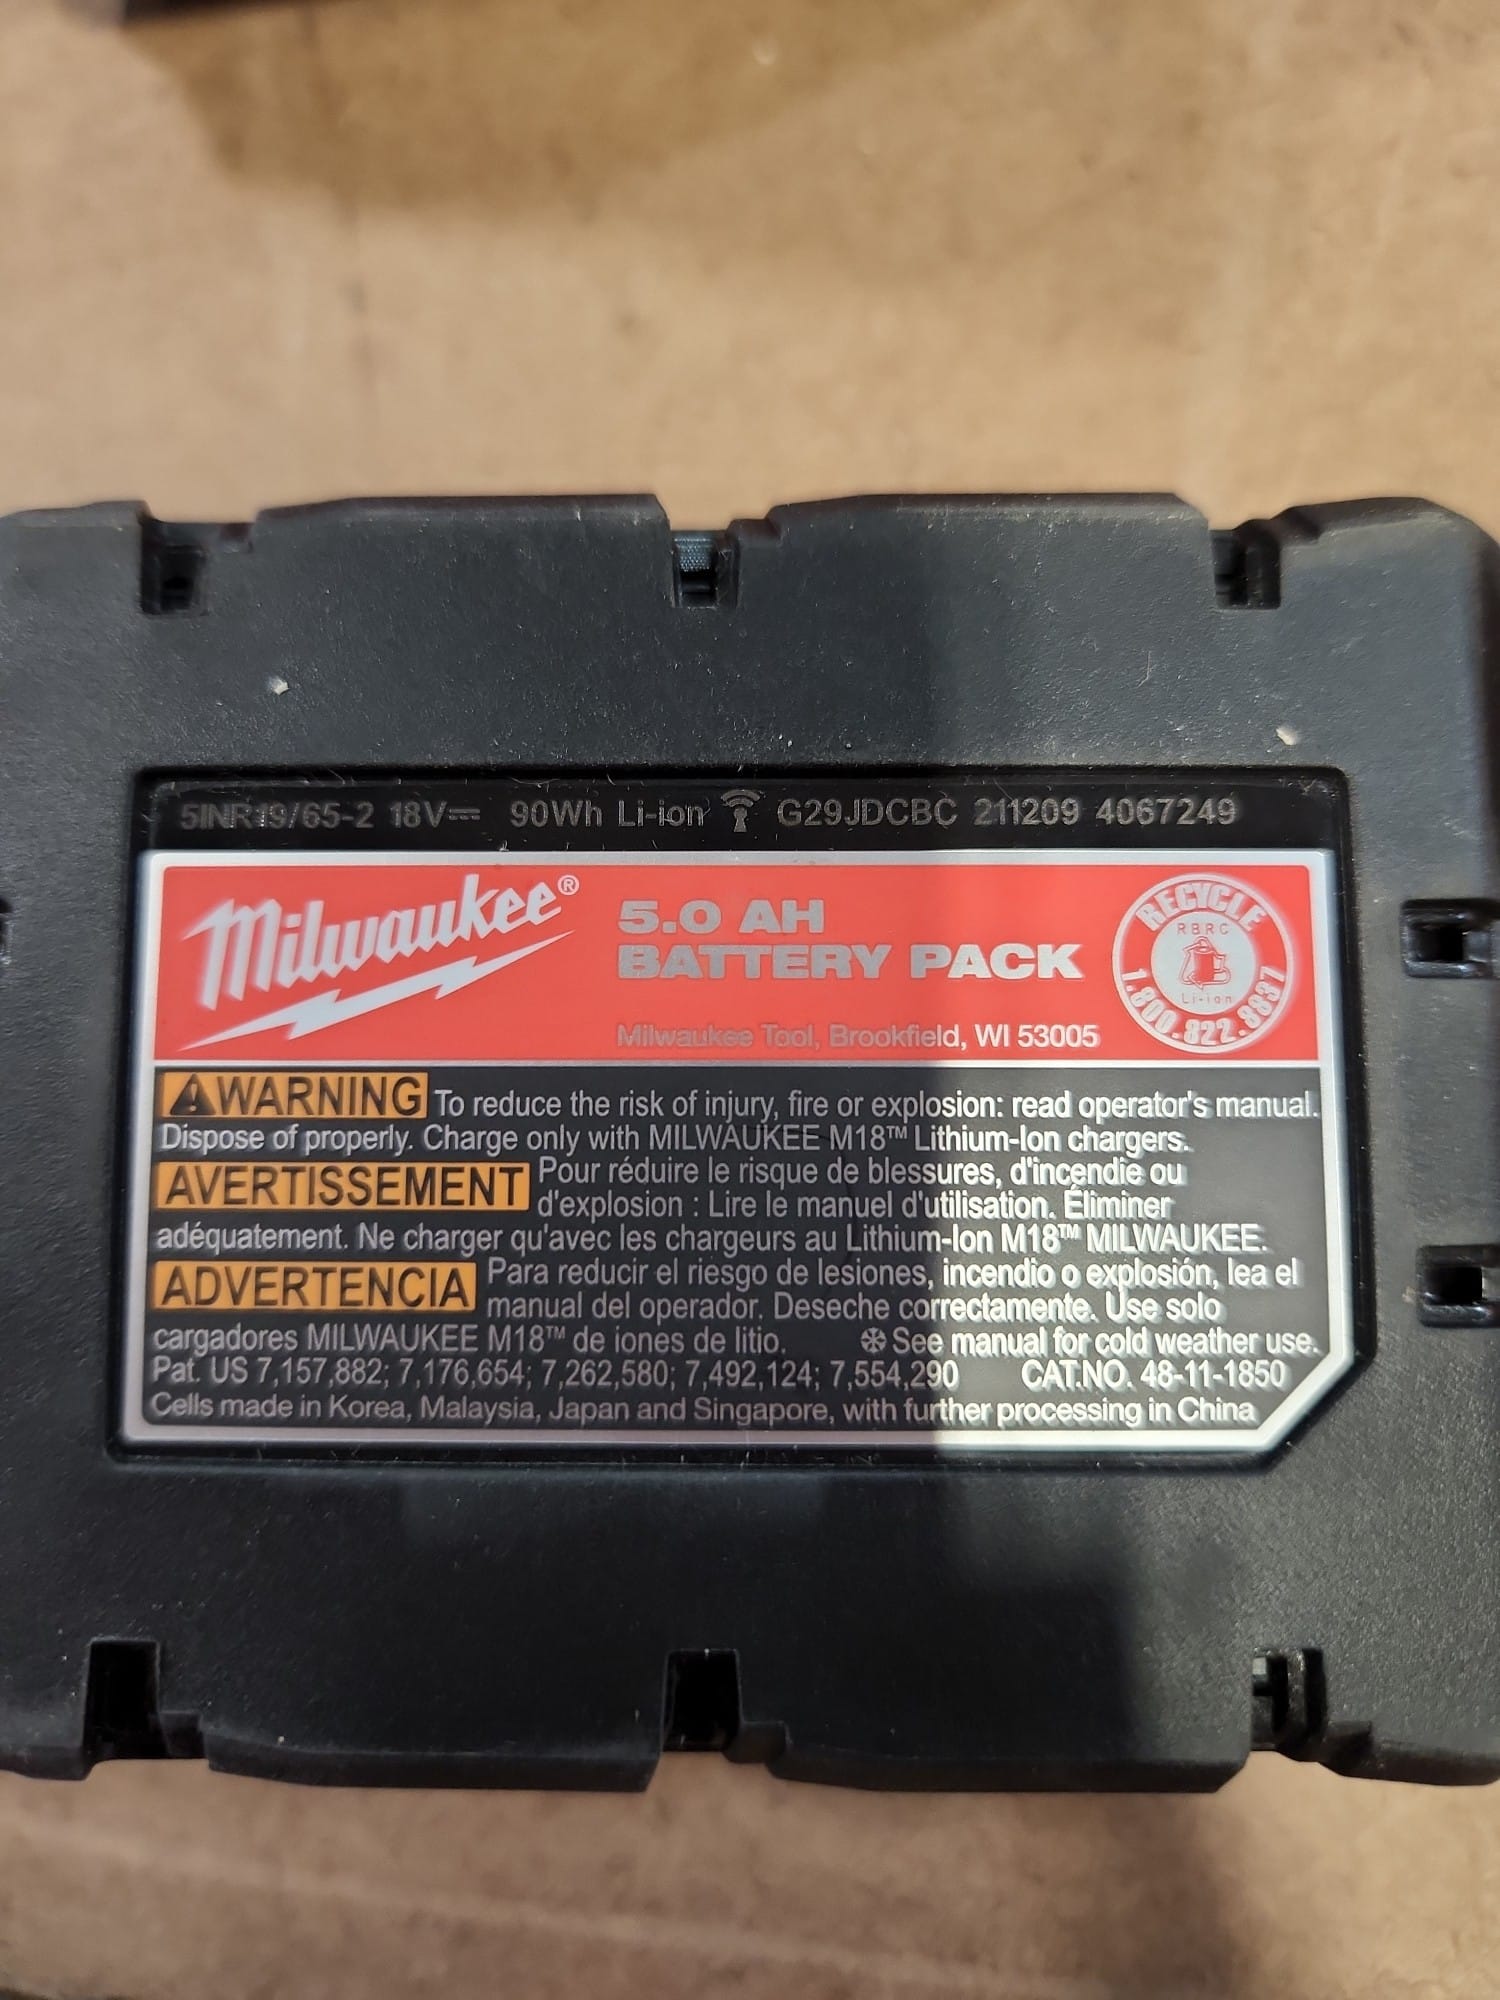 5INR19/65-2 18V⎓ 90Wh Li-ion G29JDCBC 211209 4067249
Milwaukee®
5.0 AH
BATTERY PACK
Milwaukee Tool, Brookfield, WI 53005
RECYCLE
RBRC
Li-ion
1.800.822.8837
⚠WARNING To reduce the risk of injury, fire or explosion: read operator's manual.
Dispose of properly. Charge only with MILWAUKEE M18™ Lithium-Ion chargers.
AVERTISSEMENT Pour réduire le risque de blessures, d'incendie ou
d'explosion : Lire le manuel d'utilisation. Éliminer
adéquatement. Ne charger qu'avec les chargeurs au Lithium-Ion M18™ MILWAUKEE.
ADVERTENCIA Para reducir el riesgo de lesiones, incendio o explosión, lea el
manual del operador. Deseche correctamente. Use solo
cargadores MILWAUKEE M18™ de iones de litio. ❄See manual for cold weather use.
Pat. US 7,157,882; 7,176,654; 7,262,580; 7,492,124; 7,554,290 CAT.NO. 48-11-1850
Cells made in Korea, Malaysia, Japan and Singapore, with further processing in China